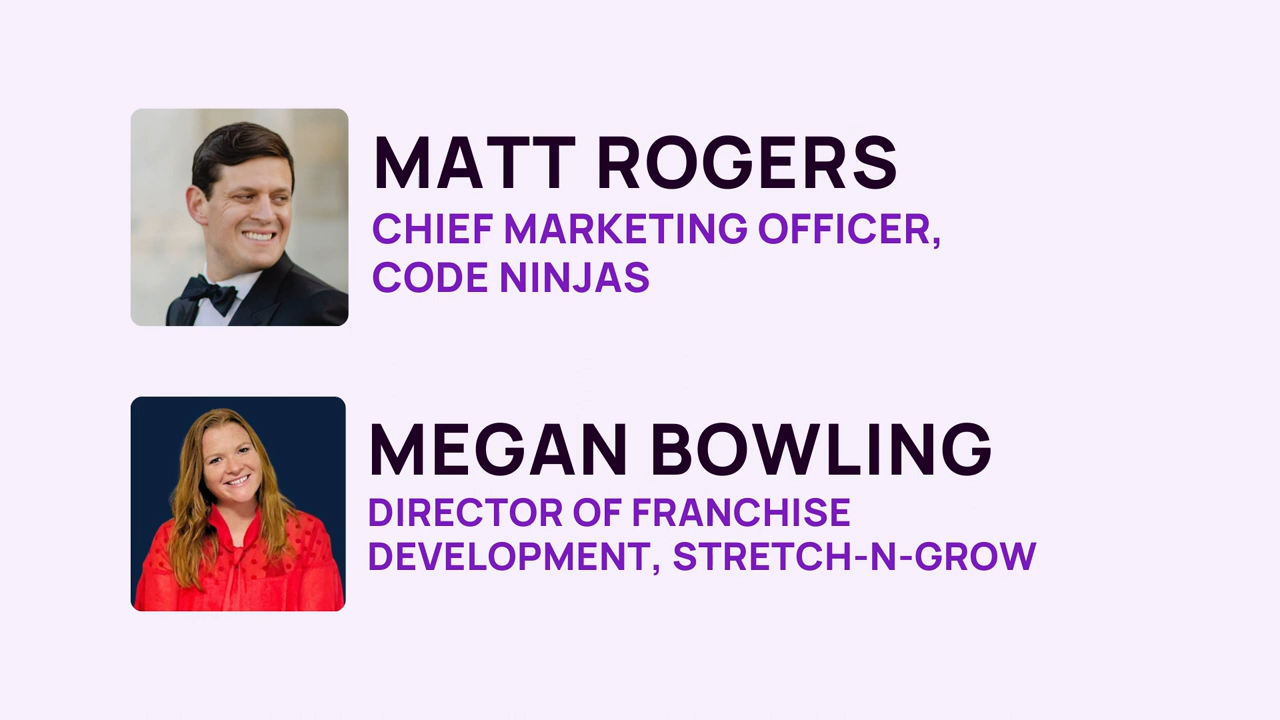 MATT ROGERS
CHIEF MARKETING OFFICER,
CODE NINJAS
MEGAN BOWLING
DIRECTOR OF FRANCHISE
DEVELOPMENT, STRETCH-N-GROW